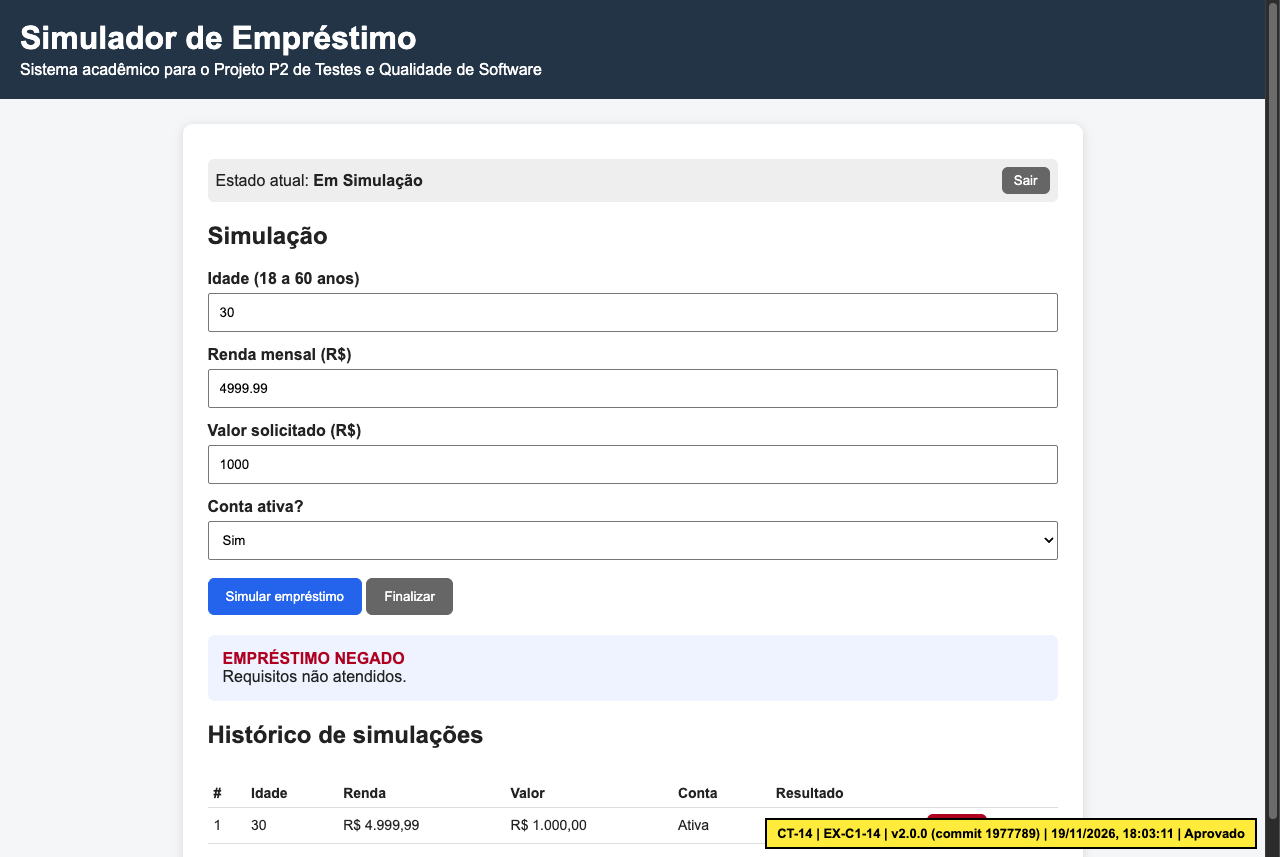 Simulador de Empréstimo
Sistema acadêmico para o Projeto P2 de Testes e Qualidade de Software
Estado atual: Em Simulação
Sair
Simulação
Idade (18 a 60 anos)
30
Renda mensal (R$)
4999.99
Valor solicitado (R$)
1000
Conta ativa?
Sim
Simular empréstimo Finalizar
EMPRÉSTIMO NEGADO
Requisitos não atendidos.
Histórico de simulações
# Idade Renda Valor Conta Resultado
1 30 R$ 4.999,99 R$ 1.000,00 Ativa
CT-14 | EX-C1-14 | v2.0.0 (commit 1977789) | 19/11/2026, 18:03:11 | Aprovado